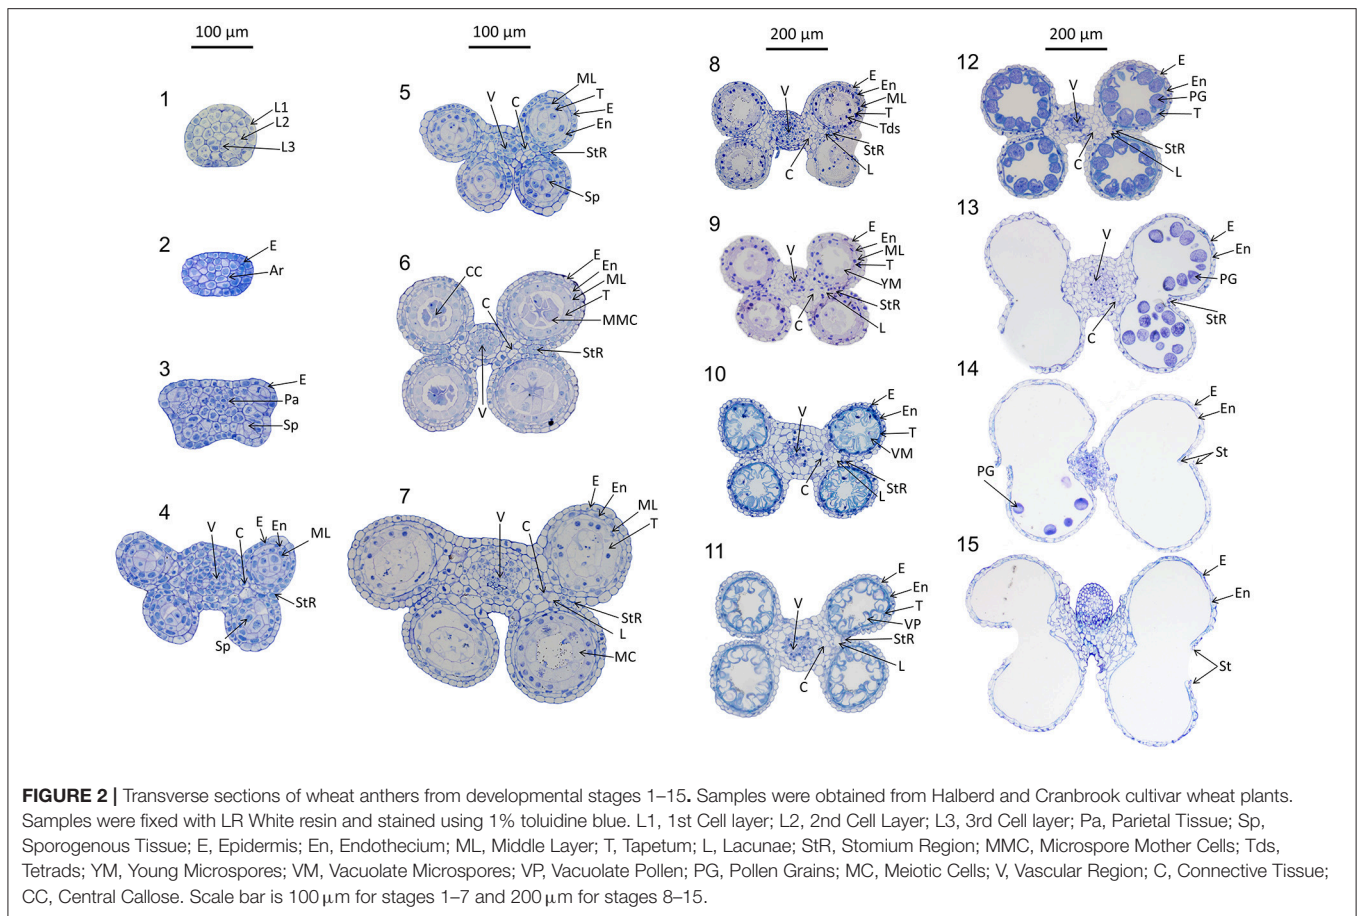 100 µm
1
L1
L2
L3
2
E
Ar
3
E
Pa
Sp
4
V
C
E
En
ML
StR
Sp
100 µm
5
V
C
ML
T
E
En
StR
Sp
6
CC
C
E
En
ML
T
MMC
StR
V
7
V
C
E
En
ML
T
StR
L
MC
200 µm
8
V
E
En
ML
T
Tds
StR
L
C
9
V
E
En
ML
T
YM
StR
L
C
10
V
E
En
T
VM
StR
L
C
11
V
E
En
T
VP
StR
L
C
200 µm
12
V
E
En
PG
T
StR
L
C
13
V
E
En
PG
StR
C
14
E
En
St
PG
15
E
En
St
FIGURE 2 | Transverse sections of wheat anthers from developmental stages 1–15. Samples were obtained from Halberd and Cranbrook cultivar wheat plants.
Samples were fixed with LR White resin and stained using 1% toluidine blue. L1, 1st Cell layer; L2, 2nd Cell Layer; L3, 3rd Cell layer; Pa, Parietal Tissue; Sp,
Sporogenous Tissue; E, Epidermis; En, Endothecium; ML, Middle Layer; T, Tapetum; L, Lacunae; StR, Stomium Region; MMC, Microspore Mother Cells; Tds,
Tetrads; YM, Young Microspores; VM, Vacuolate Microspores; VP, Vacuolate Pollen; PG, Pollen Grains; MC, Meiotic Cells; V, Vascular Region; C, Connective Tissue;
CC, Central Callose. Scale bar is 100 µm for stages 1–7 and 200 µm for stages 8–15.